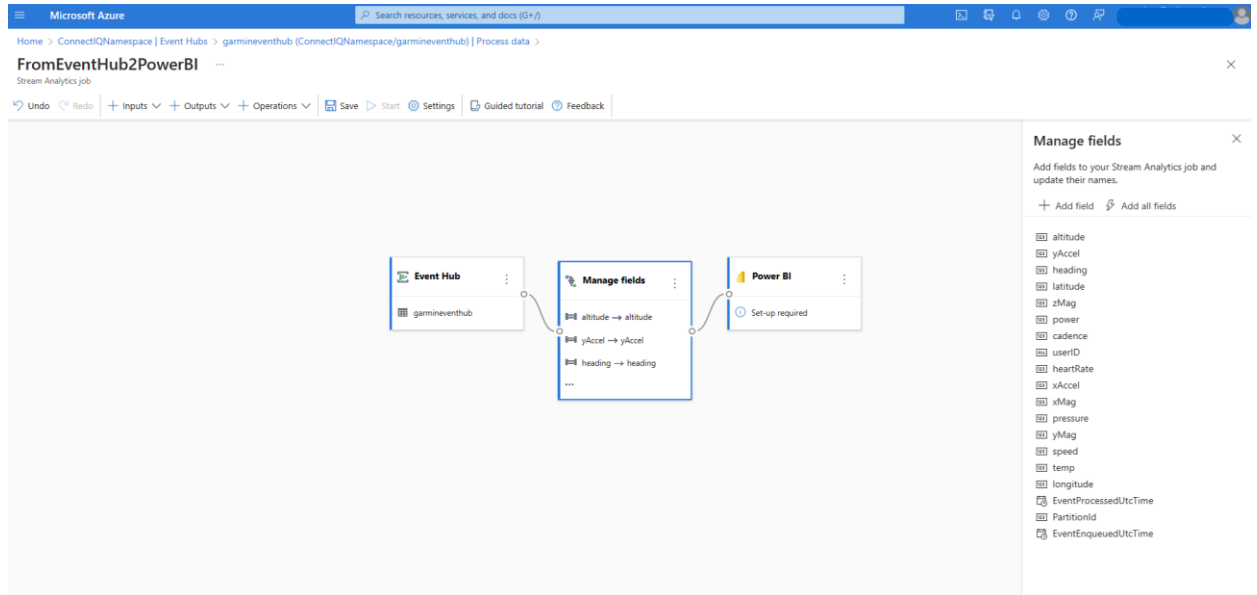 Microsoft Azure
Search resources, services, and docs (G+/)
Home > ConnectIQNamespace | Event Hubs > garmineventhub (ConnectIQNamespace/garmineventhub) | Process data >
FromEventHub2PowerBI ...
Stream Analytics job
Undo Redo + Inputs + Outputs + Operations Save Start Settings Guided tutorial Feedback
Event Hub
garmineventhub
Manage fields
altitude → altitude
yAccel → yAccel
heading → heading
...
Power BI
Set-up required
Manage fields
Add fields to your Stream Analytics job and
update their names.
+ Add field Add all fields
altitude
yAccel
heading
latitude
zMag
power
cadence
userID
heartRate
xAccel
xMag
pressure
yMag
speed
temp
longitude
EventProcessedUtcTime
PartitionId
EventEnqueuedUtcTime